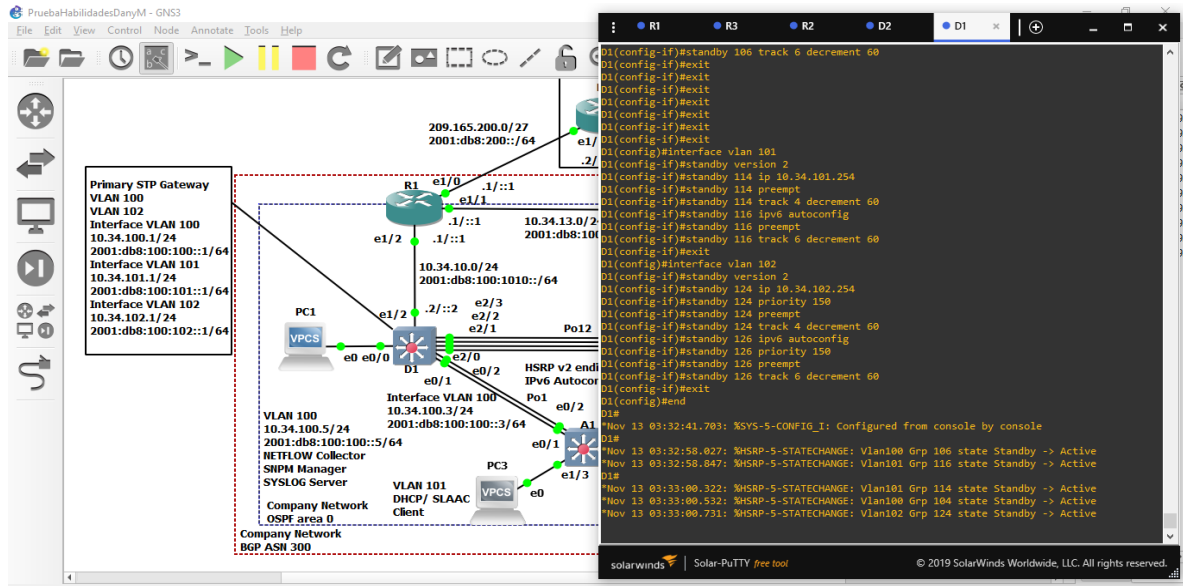 PruebaHabilidadesDanyM - GNS3
File Edit View Control Node Annotate Tools Help
209.165.200.0/27
2001:db8:200::/64
e1/
.2/
Primary STP Gateway
VLAN 100
VLAN 102
Interface VLAN 100
10.34.100.1/24
2001:db8:100:100::1/64
Interface VLAN 101
10.34.101.1/24
2001:db8:100:101::1/64
Interface VLAN 102
10.34.102.1/24
2001:db8:100:102::1/64
R1
e1/0
.1/::1
e1/1
.1/::1
10.34.13.0/2
2001:db8:100
e1/2
.1/::1
10.34.10.0/24
2001:db8:100:1010::/64
PC1
VPCS
e0
e0/0
e1/2
.2/::2
e2/3
e2/2
e2/1
Po12
D1
e2/0
e0/2
e0/1
HSRP v2 endi
IPv6 Autocor
Interface VLAN 100
10.34.100.3/24
2001:db8:100:100::3/64
Po1
e0/2
A1
e0/1
e1/3
VLAN 100
10.34.100.5/24
2001:db8:100:100::5/64
NETFLOW Collector
SNPM Manager
SYSLOG Server
PC3
VPCS
e0
VLAN 101
DHCP/ SLAAC
Client
Company Network
OSPF area 0
Company Network
BGP ASN 300
R1 R3 R2 D2 D1
D1(config-if)#standby 106 track 6 decrement 60
D1(config-if)#exit
D1(config-if)#exit
D1(config-if)#exit
D1(config-if)#exit
D1(config-if)#exit
D1(config-if)#exit
D1(config-if)#exit
D1(config)#interface vlan 101
D1(config-if)#standby version 2
D1(config-if)#standby 114 ip 10.34.101.254
D1(config-if)#standby 114 preempt
D1(config-if)#standby 114 track 4 decrement 60
D1(config-if)#standby 116 ipv6 autoconfig
D1(config-if)#standby 116 preempt
D1(config-if)#standby 116 track 6 decrement 60
D1(config-if)#exit
D1(config)#interface vlan 102
D1(config-if)#standby version 2
D1(config-if)#standby 124 ip 10.34.102.254
D1(config-if)#standby 124 priority 150
D1(config-if)#standby 124 preempt
D1(config-if)#standby 124 track 4 decrement 60
D1(config-if)#standby 126 ipv6 autoconfig
D1(config-if)#standby 126 priority 150
D1(config-if)#standby 126 preempt
D1(config-if)#standby 126 track 6 decrement 60
D1(config-if)#exit
D1(config)#end
D1#
*Nov 13 03:32:41.703: %SYS-5-CONFIG_I: Configured from console by console
D1#
*Nov 13 03:32:58.027: %HSRP-5-STATECHANGE: Vlan100 Grp 106 state Standby -> Active
*Nov 13 03:32:58.847: %HSRP-5-STATECHANGE: Vlan101 Grp 116 state Standby -> Active
D1#
*Nov 13 03:33:00.322: %HSRP-5-STATECHANGE: Vlan101 Grp 114 state Standby -> Active
*Nov 13 03:33:00.532: %HSRP-5-STATECHANGE: Vlan100 Grp 104 state Standby -> Active
*Nov 13 03:33:00.731: %HSRP-5-STATECHANGE: Vlan102 Grp 124 state Standby -> Active
solarwinds | Solar-PuTTY free tool
© 2019 SolarWinds Worldwide, LLC. All rights reserved.